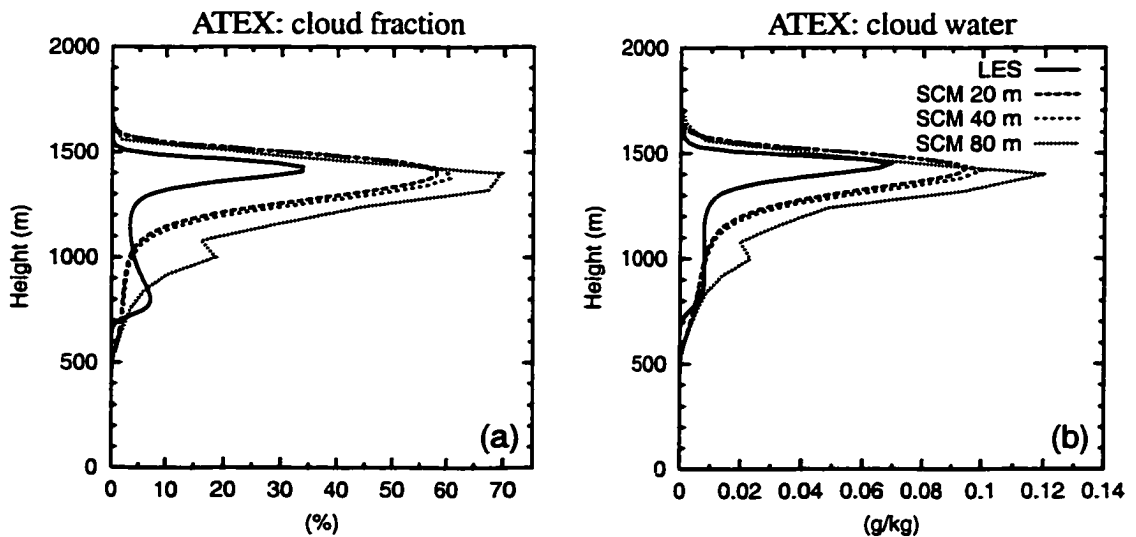 ATEX: cloud fraction
2000
1500
1000
500
0
Height (m)
0 10 20 30 40 50 60 70
(%)
(a)
ATEX: cloud water
2000
1500
1000
500
0
Height (m)
LES
SCM 20 m
SCM 40 m
SCM 80 m
0 0.02 0.04 0.06 0.08 0.1 0.12 0.14
(g/kg)
(b)